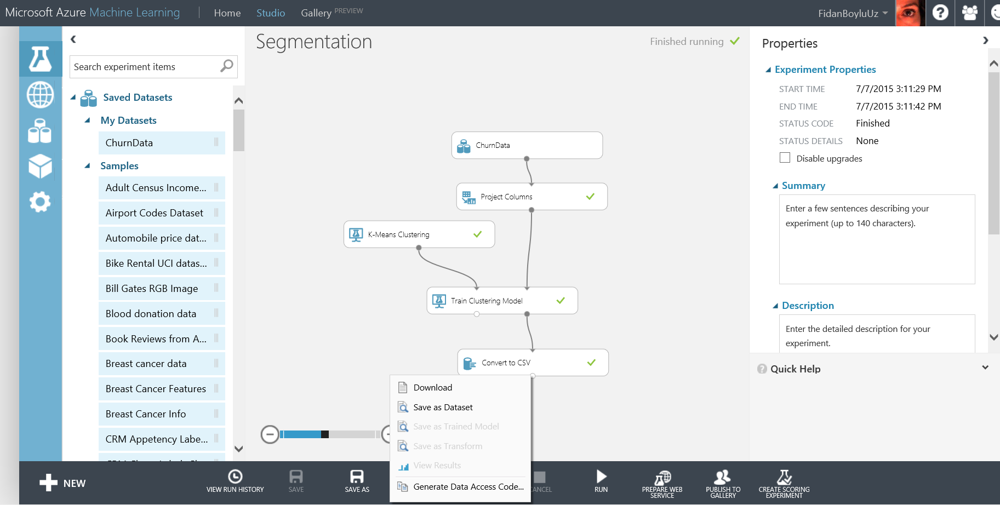 Microsoft Azure Machine Learning
Home
Studio
Gallery PREVIEW
FidanBoyluUz
Search experiment items
Saved Datasets
My Datasets
ChurnData
Samples
Adult Census Income...
Airport Codes Dataset
Automobile price dat...
Bike Rental UCI datas...
Bill Gates RGB Image
Blood donation data
Book Reviews from A...
Breast cancer data
Breast Cancer Features
Breast Cancer Info
CRM Appetency Labe...
Segmentation
Finished running
ChurnData
Project Columns
K-Means Clustering
Train Clustering Model
Convert to CSV
Download
Save as Dataset
Save as Trained Model
Save as Transform
View Results
Generate Data Access Code...
Properties
Experiment Properties
START TIME 7/7/2015 3:11:29 PM
END TIME 7/7/2015 3:11:42 PM
STATUS CODE Finished
STATUS DETAILS None
Disable upgrades
Summary
Enter a few sentences describing your
experiment (up to 140 characters).
Description
Enter the detailed description for your
experiment.
Quick Help
NEW
VIEW RUN HISTORY
SAVE
SAVE AS
CANCEL
RUN
PREPARE WEB
SERVICE
PUBLISH TO
GALLERY
CREATE SCORING
EXPERIMENT